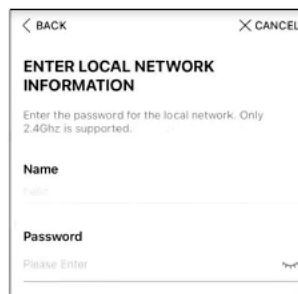 < BACK
X CANCEL
ENTER LOCAL NETWORK
INFORMATION
Enter the password for the local network. Only
2.4Ghz is supported.
Name
Password
Please Enter